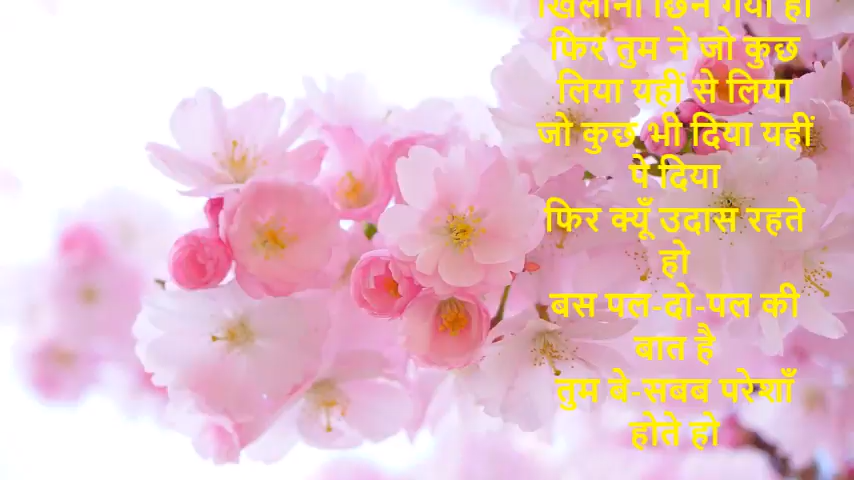 खिलौना छिन गया हो
फिर तुम ने जो कुछ
लिया यहीं से लिया
जो कुछ भी दिया यहीं
पे दिया
फिर क्यूँ उदास रहते
हो
बस पल-दो-पल की
बात है
तुम बे-सबब परेशाँ
होते हो